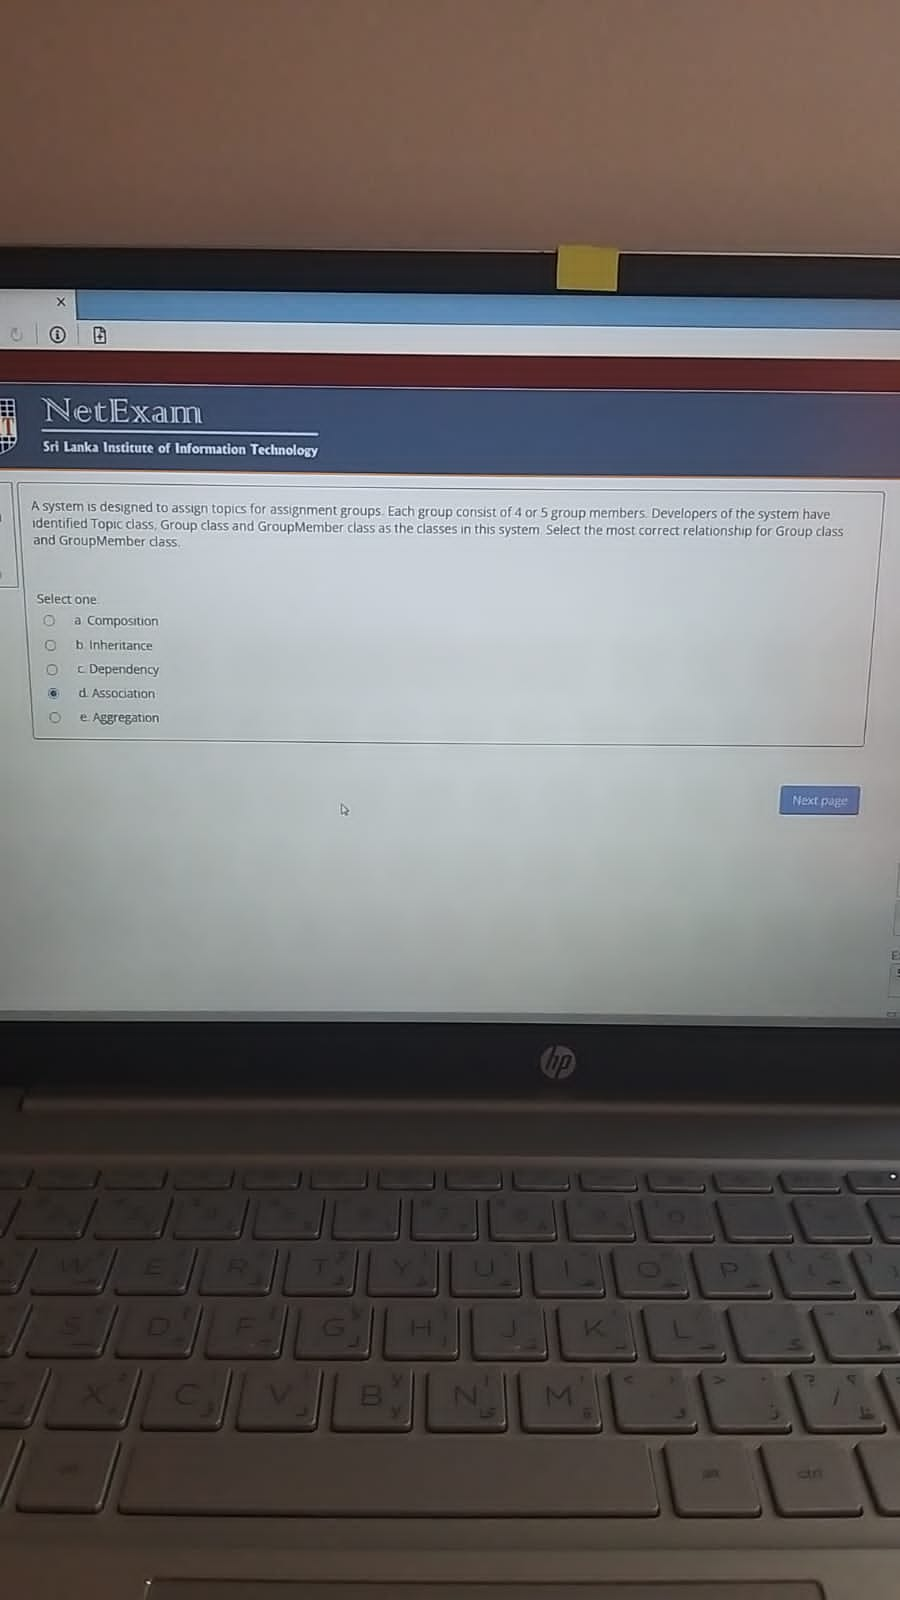 NetExam
Sri Lanka Institute of Information Technology
A system is designed to assign topics for assignment groups. Each group consist of 4 or 5 group members. Developers of the system have
identified Topic class, Group class and GroupMember class as the classes in this system. Select the most correct relationship for Group class
and GroupMember class.
Select one:
a. Composition
b. Inheritance
c. Dependency
d. Association
e. Aggregation
Next page
hp
W E R T Y U I O P
S D F G H J K L
X C V B N M
alt ctrl